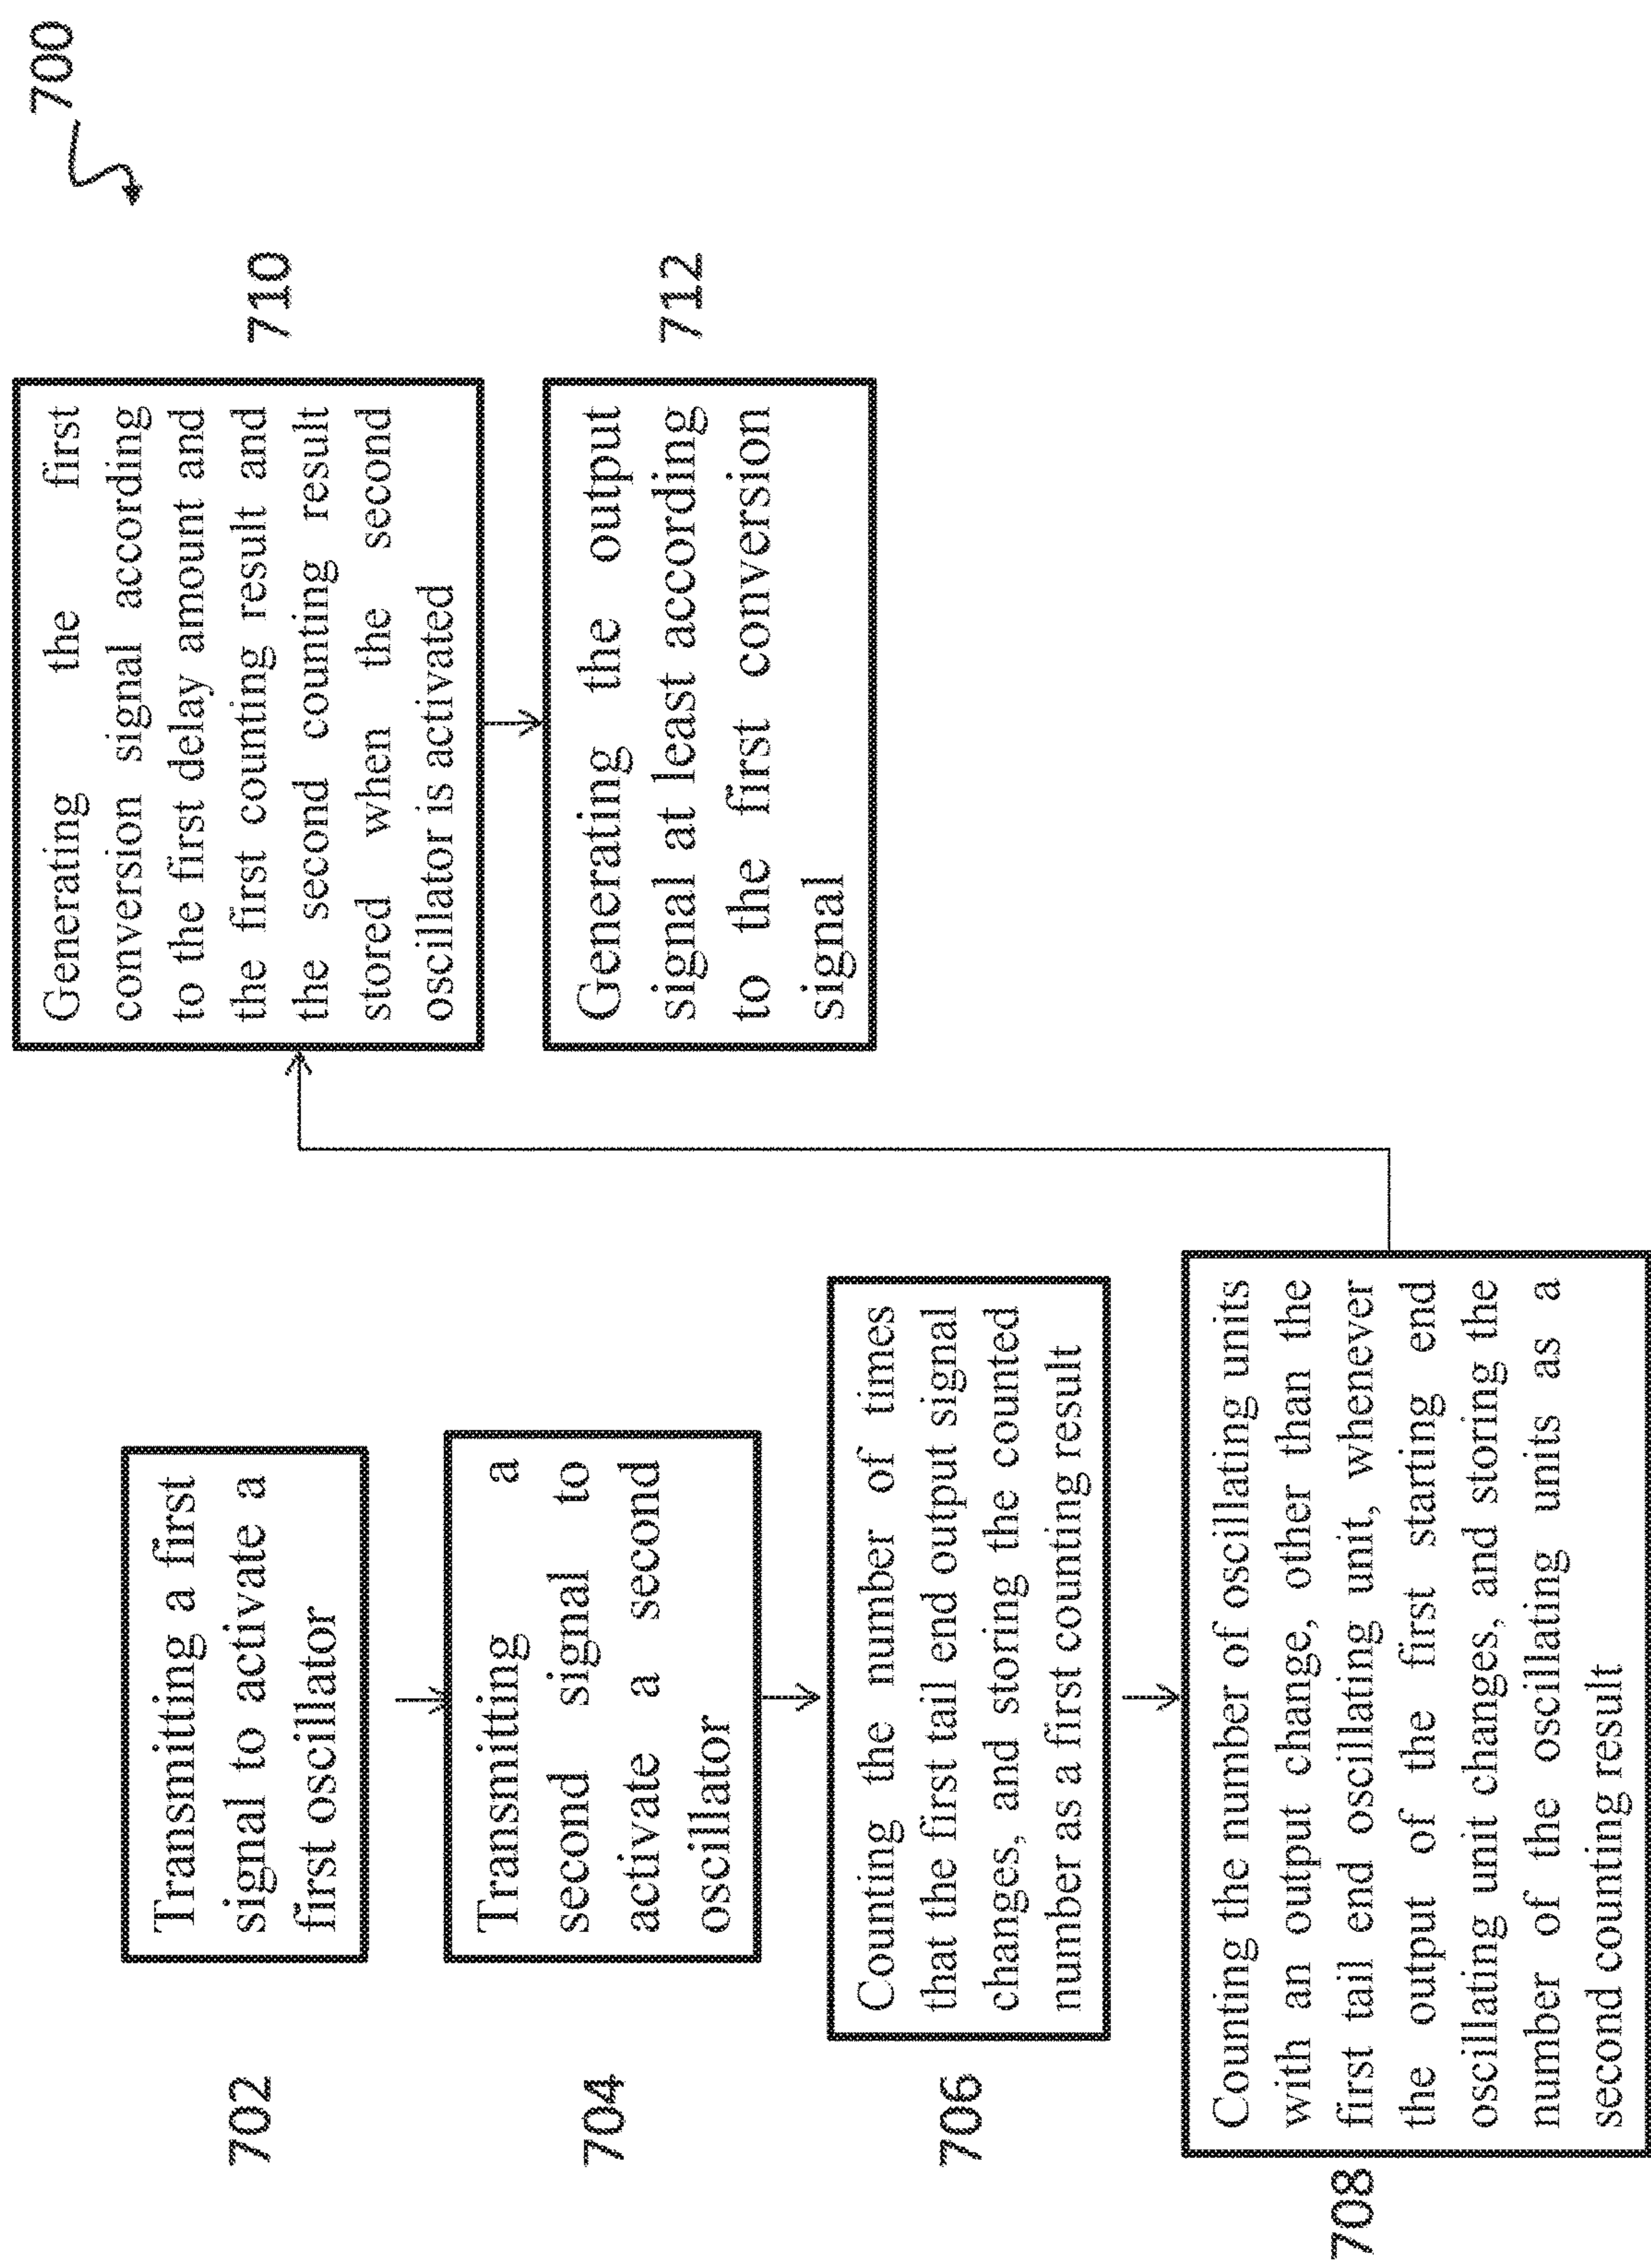 700
702
Transmitting a first
signal to activate a
first oscillator
704
Transmitting a
second signal to
activate a second
oscillator
706
Counting the number of times
that the first tail end output signal
changes, and storing the counted
number as a first counting result
708
Counting the number of oscillating units
with an output change, other than the
first tail end oscillating unit, whenever
the output of the first starting end
oscillating unit changes, and storing the
number of the oscillating units as a
second counting result
710
Generating the first
conversion signal according
to the first delay amount and
the first counting result and
the second counting result
stored when the second
oscillator is activated
712
Generating the output
signal at least according
to the first conversion
signal